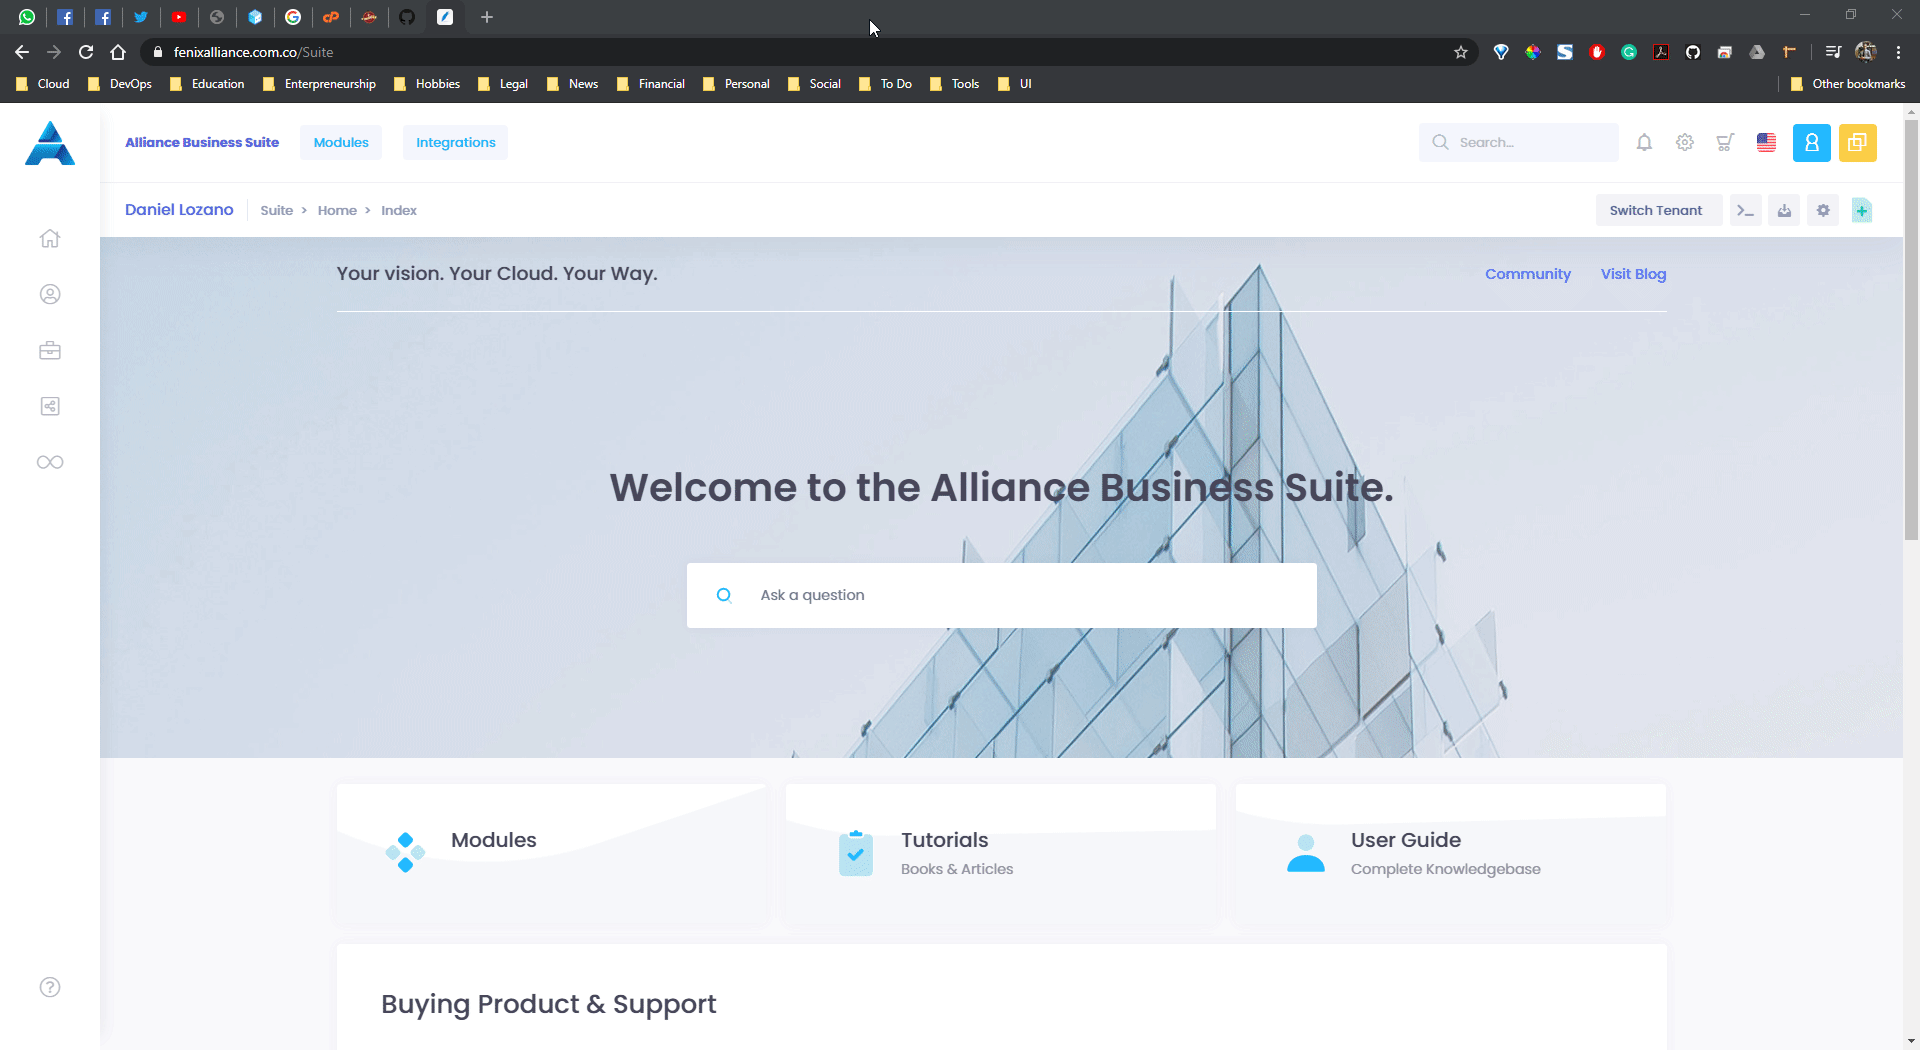 fenixalliance.com.co/Suite
Cloud DevOps Education Enterpreneurship Hobbies Legal News Financial Personal Social To Do Tools UI Other bookmarks
Alliance Business Suite Modules Integrations Search...
Daniel Lozano Suite > Home > Index Switch Tenant
Your vision. Your Cloud. Your Way. Community Visit Blog
Welcome to the Alliance Business Suite.
Ask a question
Modules
Tutorials
Books & Articles
User Guide
Complete Knowledgebase
Buying Product & Support